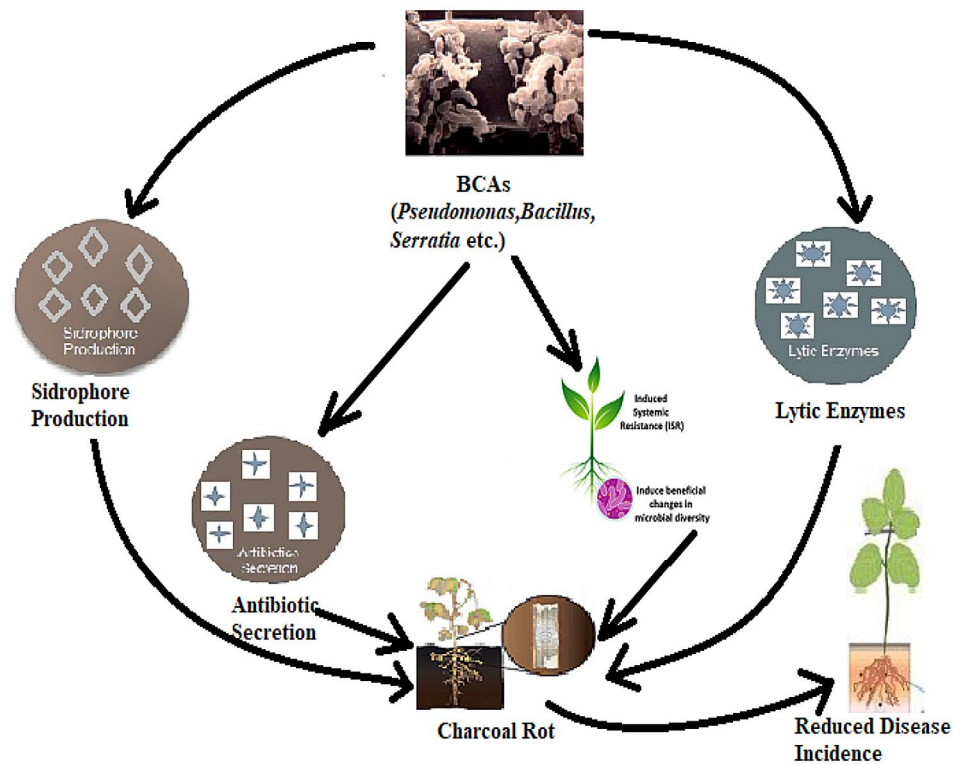 BCAs
(Pseudomonas,Bacillus,
Serratia etc.)
Sidrophore
Production
Sidrophore
Production
Lytic Enzymes
Lytic Enzymes
Induced
Systemic
Resistance (ISR)
Induce beneficial
changes in
microbial diversity
Secretion
Antibiotic
Secretion
Charcoal Rot
Reduced Disease
Incidence